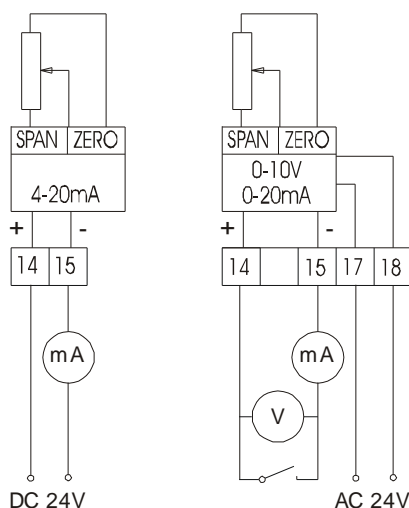 SPAN ZERO
4-20mA
+ -
14 15
mA
DC 24V
SPAN ZERO
0-10V
0-20mA
+ -
14 15 17 18
mA
V
AC 24V